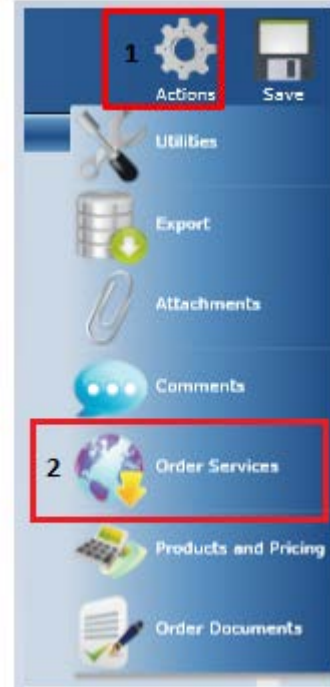 1
Actions Save
Utilities
Export
Attachments
Comments
2 Order Services
Products and Pricing
Order Documents